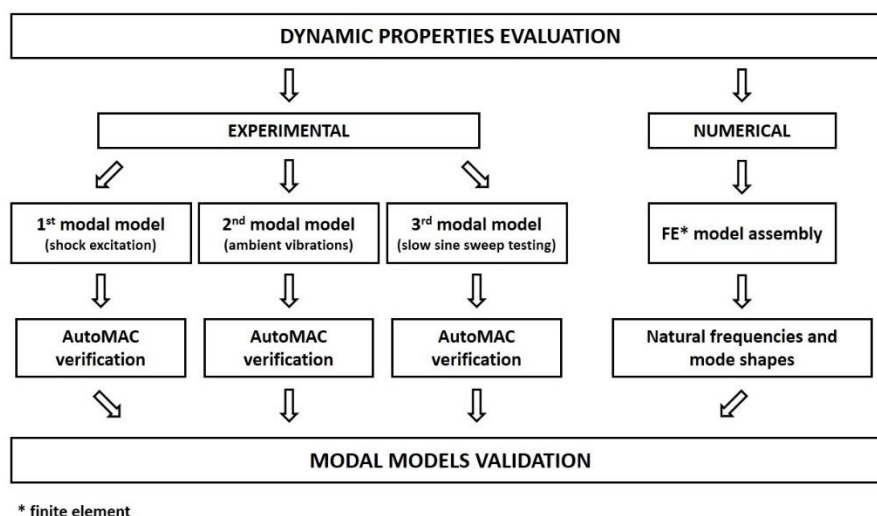 DYNAMIC PROPERTIES EVALUATION
EXPERIMENTAL
NUMERICAL
1st modal model
(shock excitation)
2nd modal model
(ambient vibrations)
3rd modal model
(slow sine sweep testing)
FE* model assembly
AutoMAC
verification
AutoMAC
verification
AutoMAC
verification
Natural frequencies and
mode shapes
MODAL MODELS VALIDATION
* finite element